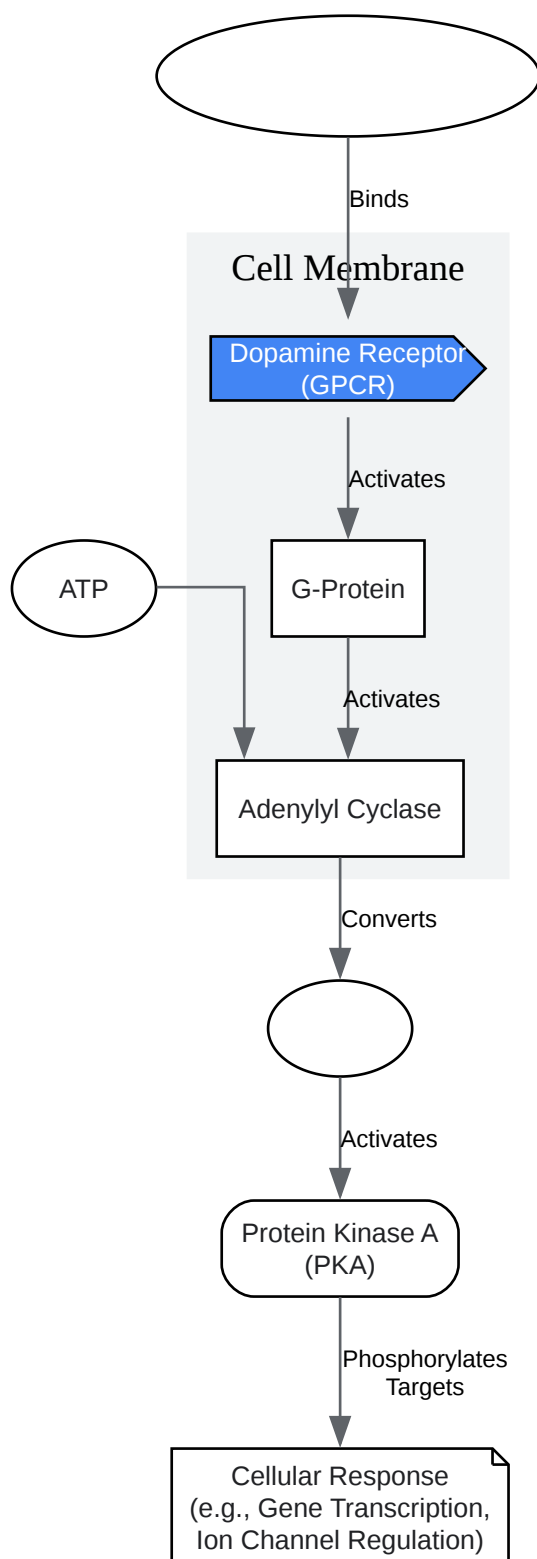 Binds
Cell Membrane
Dopamine Receptor
(GPCR)
Activates
ATP
G-Protein
Activates
Adenylyl Cyclase
Converts
Activates
Protein Kinase A
(PKA)
Phosphorylates
Targets
Cellular Response
(e.g., Gene Transcription,
Ion Channel Regulation)